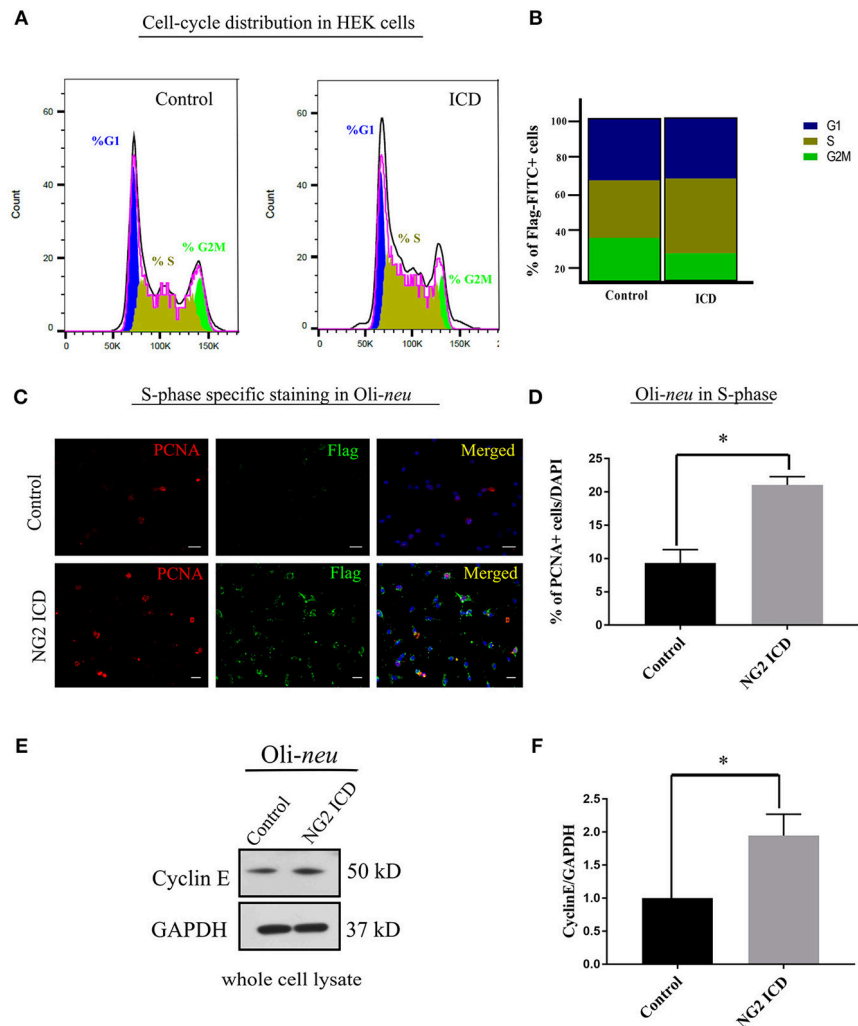 A
Cell-cycle distribution in HEK cells
Control
%G1
% S
% G2M
Count
60
40
20
0
0 50K 100K 150K
ICD
%G1
% S
% G2M
Count
60
40
20
0
0 50K 100K 150K
B
% of Flag-FITC+ cells
100
80
60
40
20
Control ICD
G1
S
G2M
C
S-phase specific staining in Oli-neu
Control
PCNA Flag Merged
NG2 ICD
PCNA Flag Merged
D
Oli-neu in S-phase
*
% of PCNA+ cells/DAPI
25
20
15
10
5
0
Control NG2 ICD
E
Oli-neu
Control NG2 ICD
Cyclin E 50 kD
GAPDH 37 kD
whole cell lysate
F
*
CyclinE/GAPDH
2.5
2.0
1.5
1.0
0.5
0.0
Control NG2 ICD